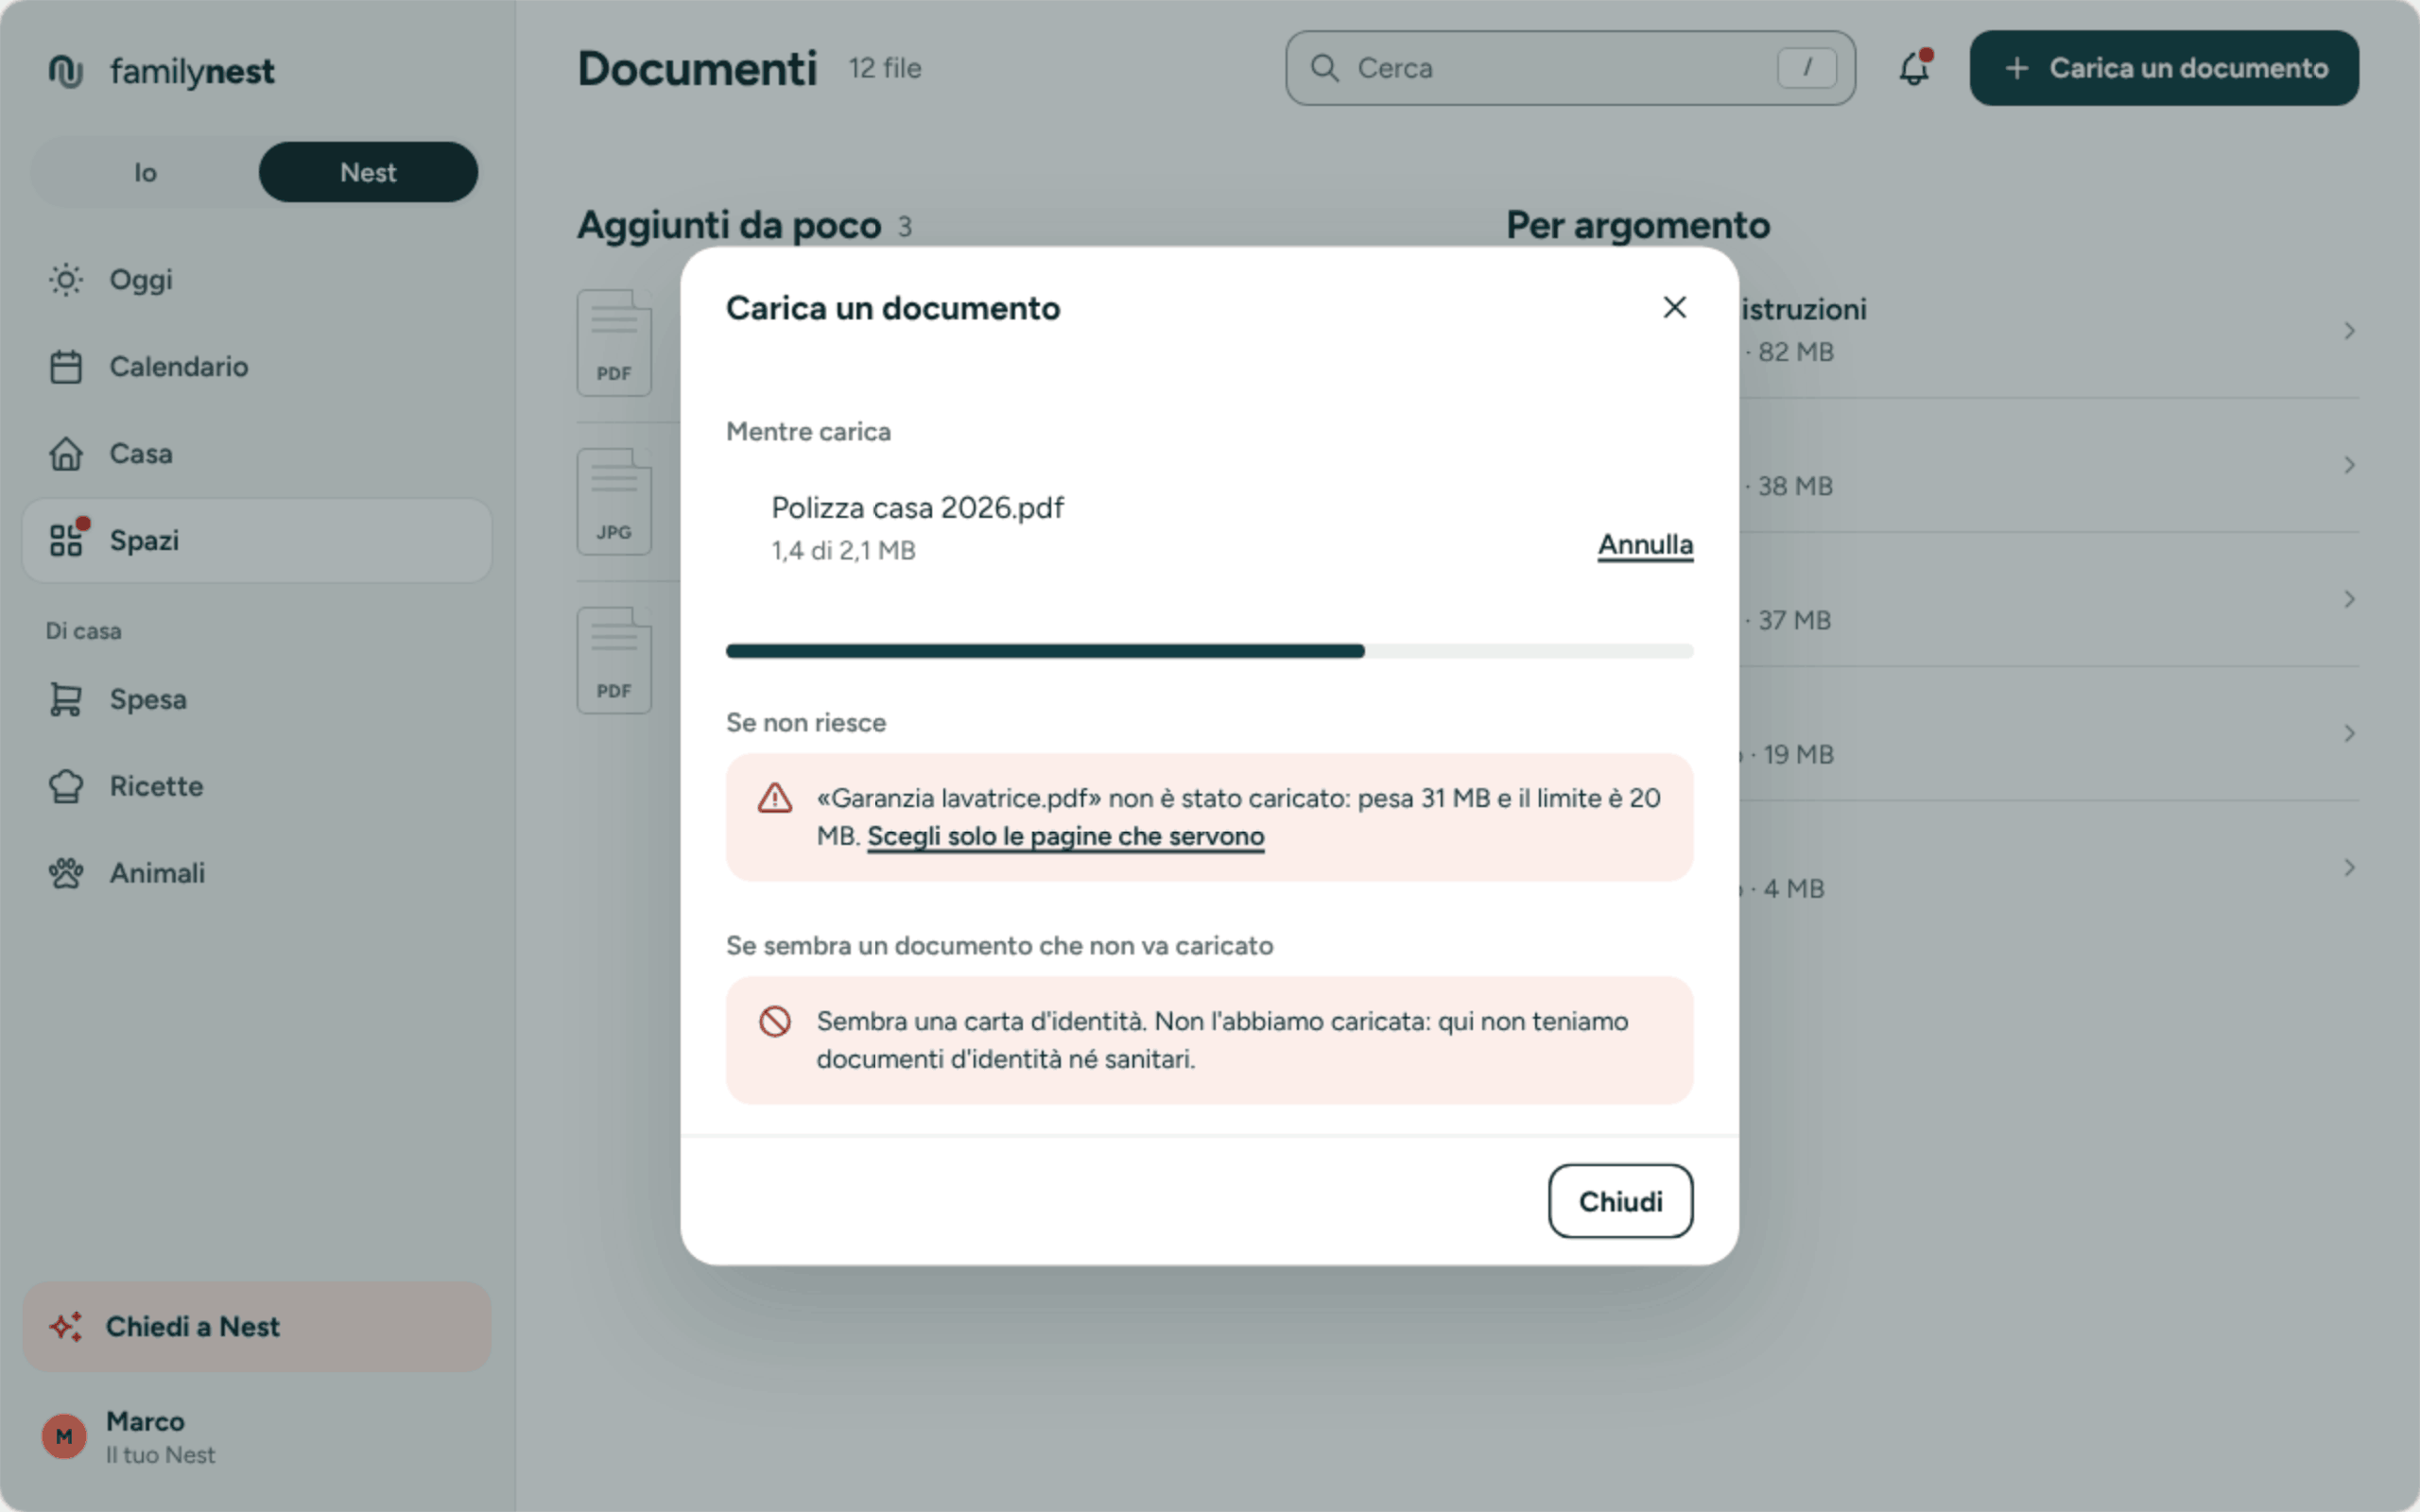 familynest
Io
Nest
Oggi
Calendario
Casa
Spazi
Di casa
Spesa
Ricette
Animali
Chiedi a Nest
M
Marco
Il tuo Nest
Documenti 12 file
Cerca /
+ Carica un documento
Aggiunti da poco 3
PDF
JPG
PDF
Per argomento
istruzioni
· 82 MB
· 38 MB
· 37 MB
· 19 MB
· 4 MB
Carica un documento
Mentre carica
Polizza casa 2026.pdf
1,4 di 2,1 MB
Annulla
Se non riesce
«Garanzia lavatrice.pdf» non è stato caricato: pesa 31 MB e il limite è 20
MB. Scegli solo le pagine che servono
Se sembra un documento che non va caricato
Sembra una carta d'identità. Non l'abbiamo caricata: qui non teniamo
documenti d'identità né sanitari.
Chiudi